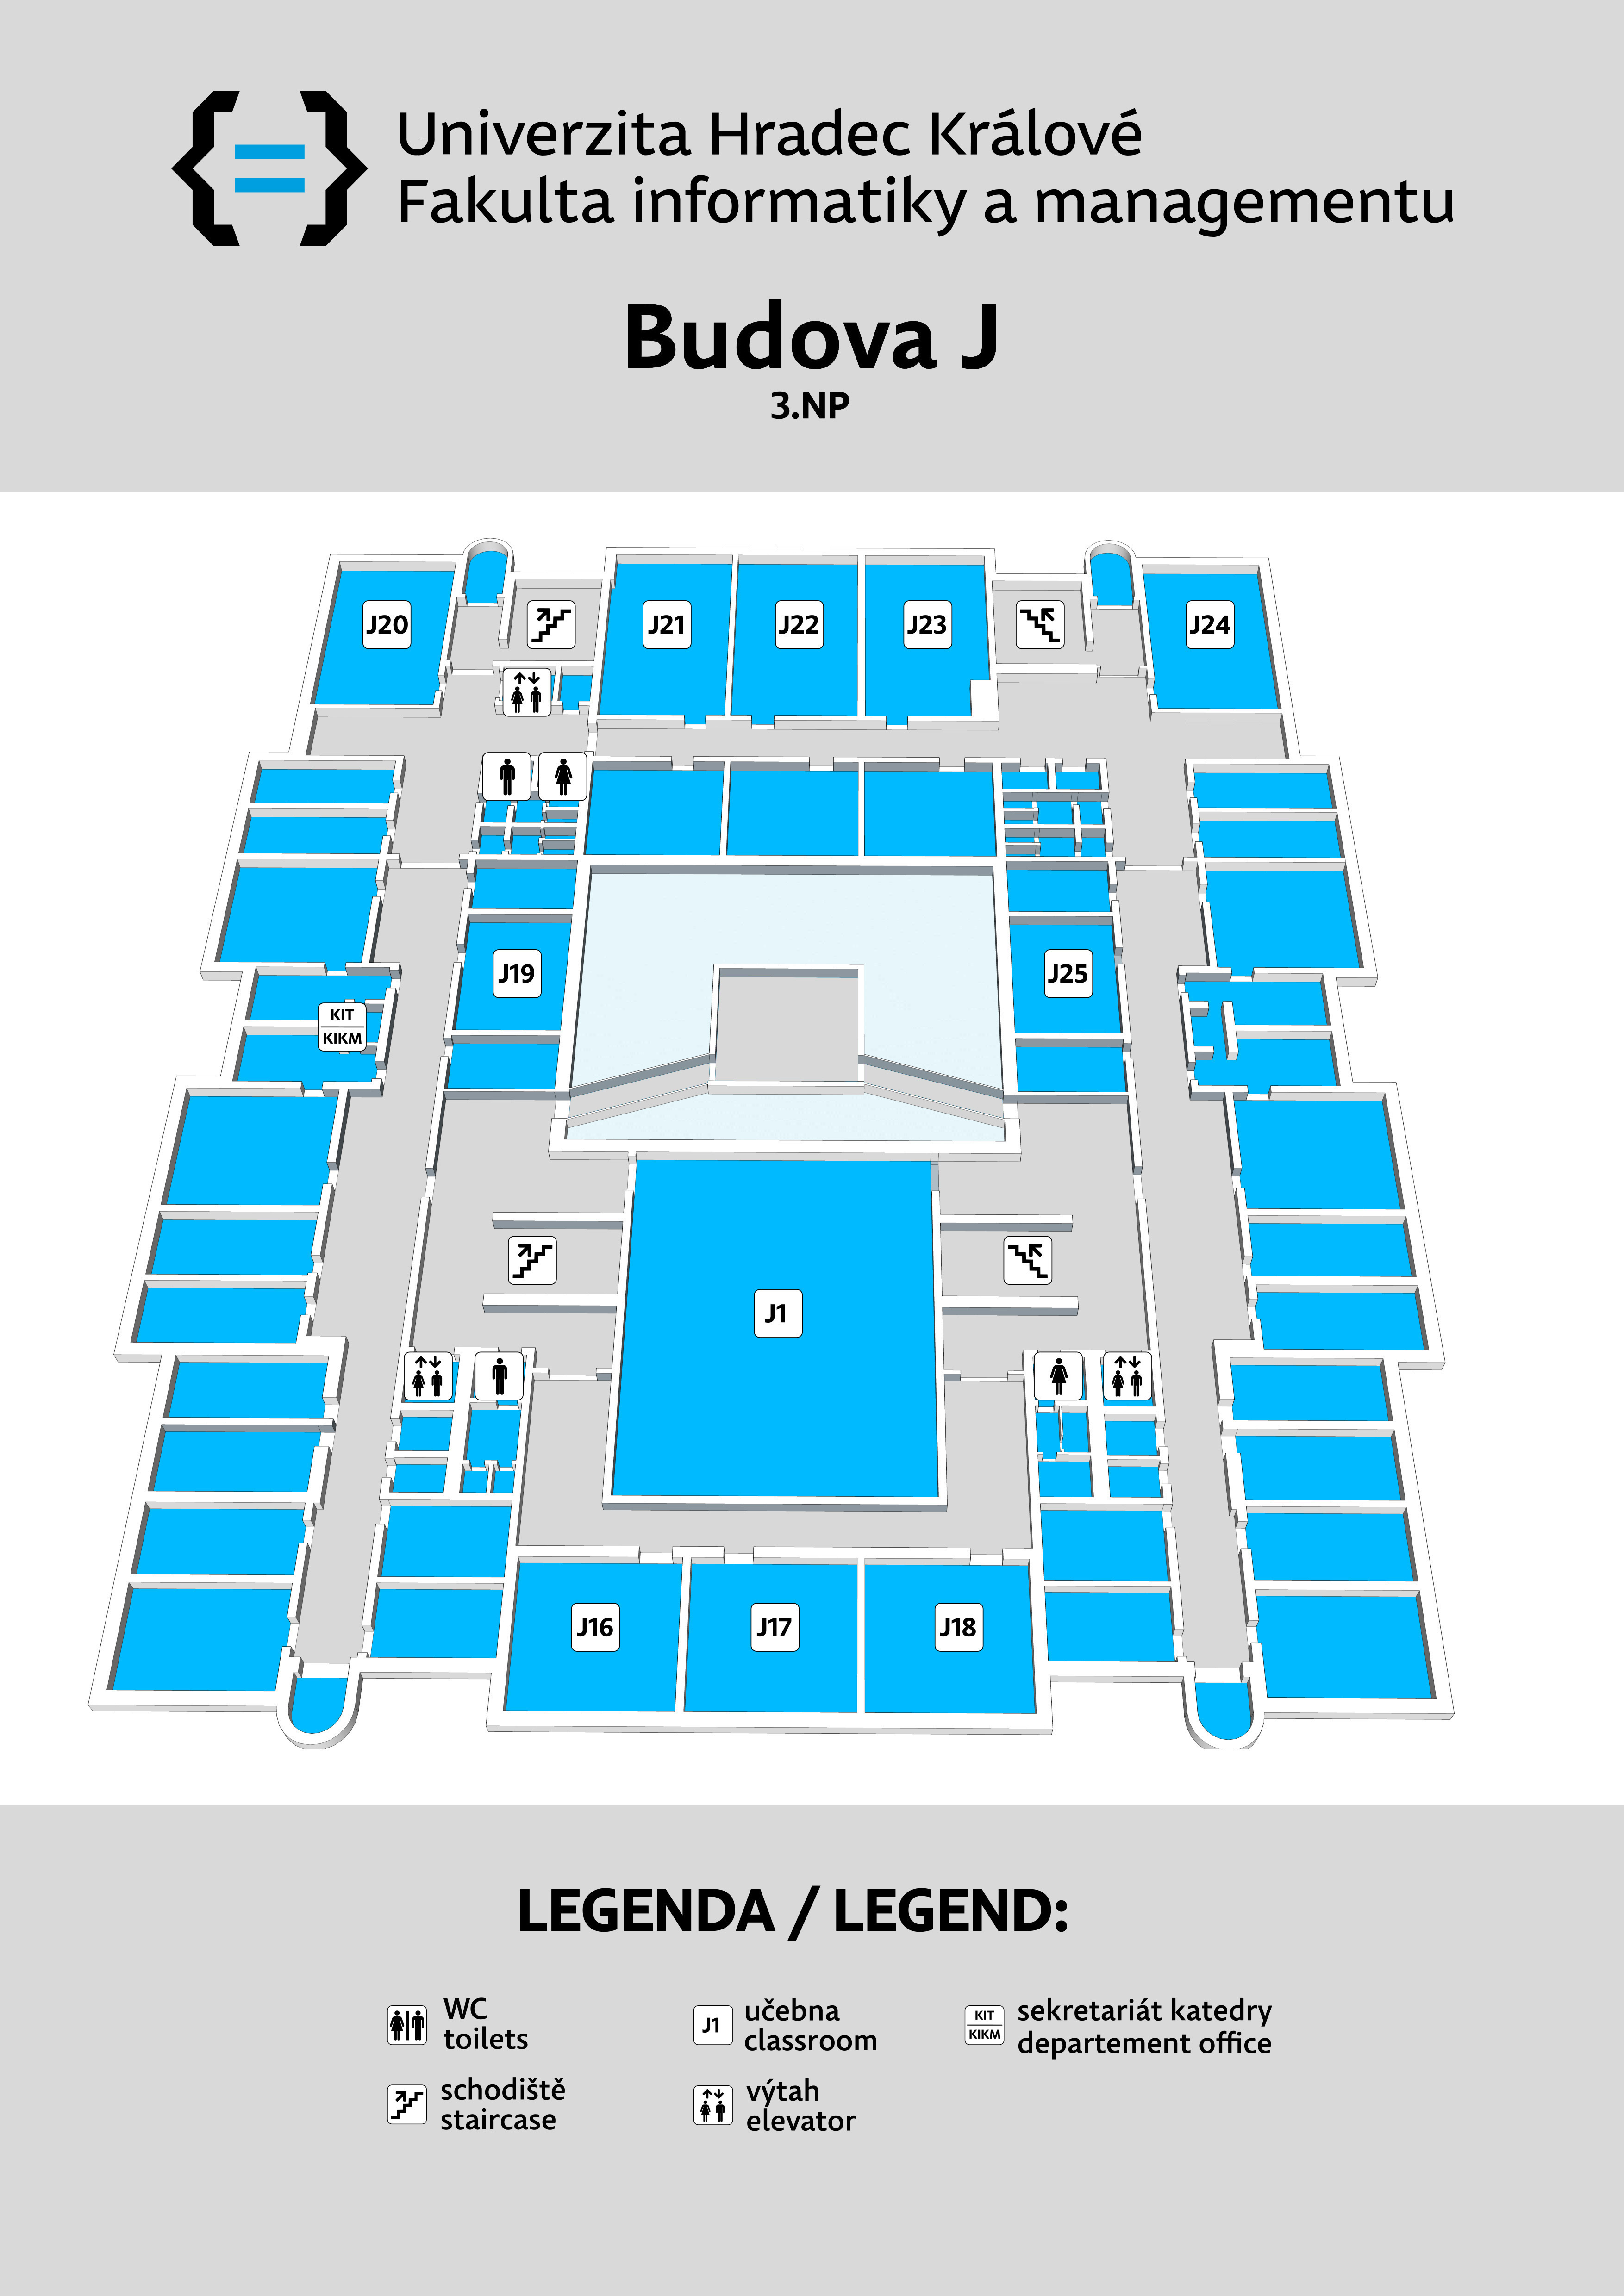 Univerzita Hradec Králové
Fakulta informatiky a managementu
Budova J
3.NP
J20
J21
J22
J23
J24
J19
J25
KIT
KIKM
J1
J16
J17
J18
LEGENDA / LEGEND:
WC
toilets
J1
učebna
classroom
KIT
KIKM
sekretariát katedry
departement office
schodiště
staircase
výtah
elevator